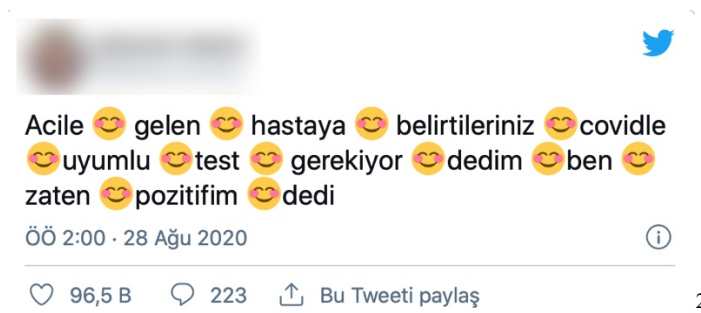 Acile 😊 gelen 😊 hastaya 😊 belirtileriniz 😊covidle
😊uyumlu 😊test 😊 gerekiyor 😊dedim 😊ben 😊
zaten 😊pozitifim 😊dedi
ÖÖ 2:00 · 28 Ağu 2020
96,5 B 223 Bu Tweeti paylaş